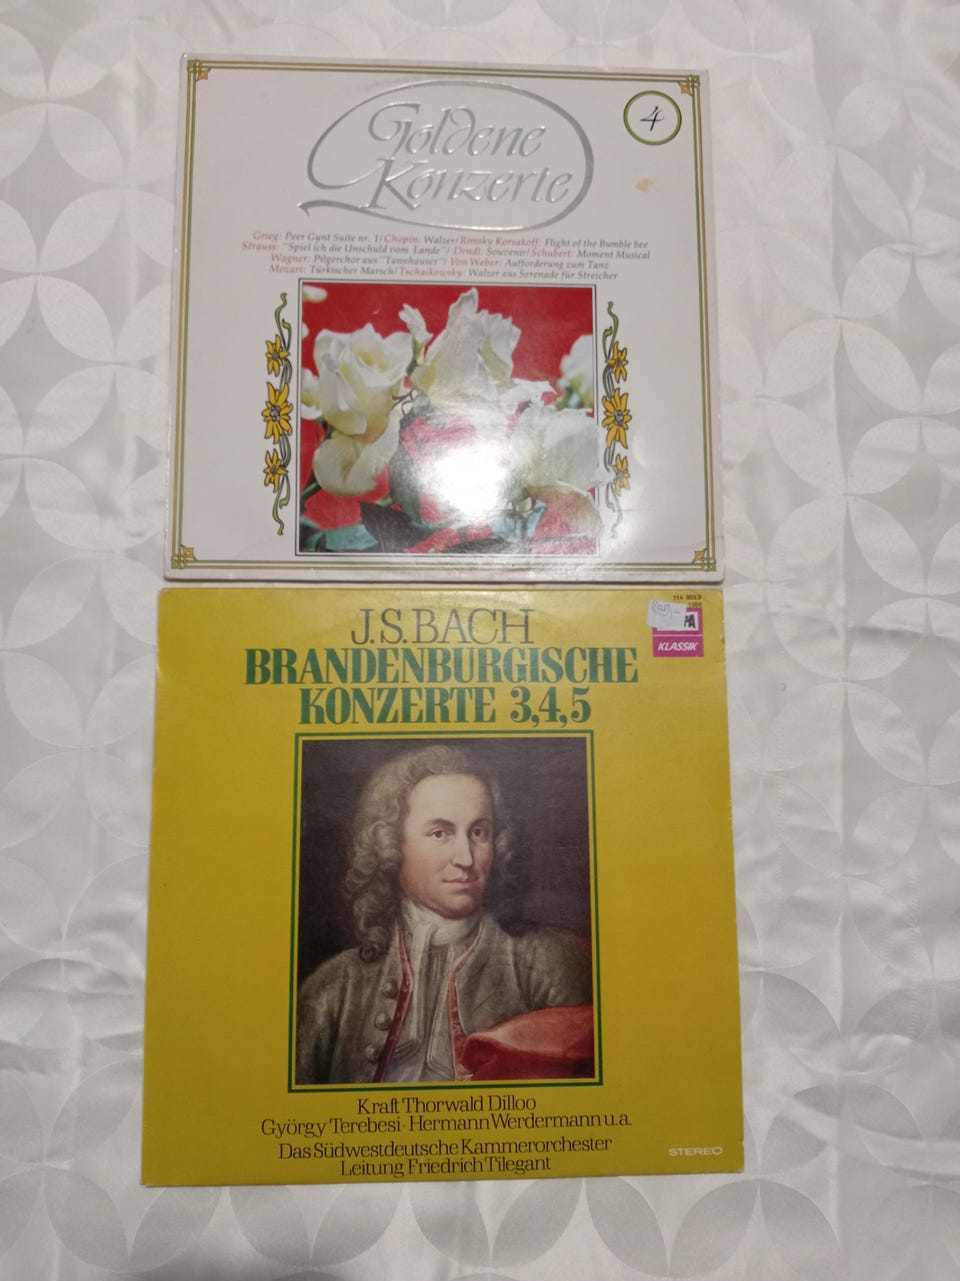 Goldene
Konzerte
4
Grieg: Peer Gynt Suite nr. 1/Chopin: Walzer/Rimsky Korsakoff: Flight of the Bumble bee
Strauss: "Spiel ich die Unschuld vom Lande"/ Drndl: Souvenir/Schubert: Moment Musical
Wagner: Pilgerchor aus "Tannhauser"/ Von Weber: Aufforderung zum Tanz
Mozart: Türkischer Marsch/Tschaikowsky: Walzer aus Serenade für Streicher
J.S. BACH
BRANDENBURGISCHE
KONZERTE 3,4,5
KLASSIK
Kraft Thorwald Dilloo
György Terebesi · Hermann Werdermann u.a.
Das Südwestdeutsche Kammerorchester
Leitung Friedrich Tilegant
STEREO